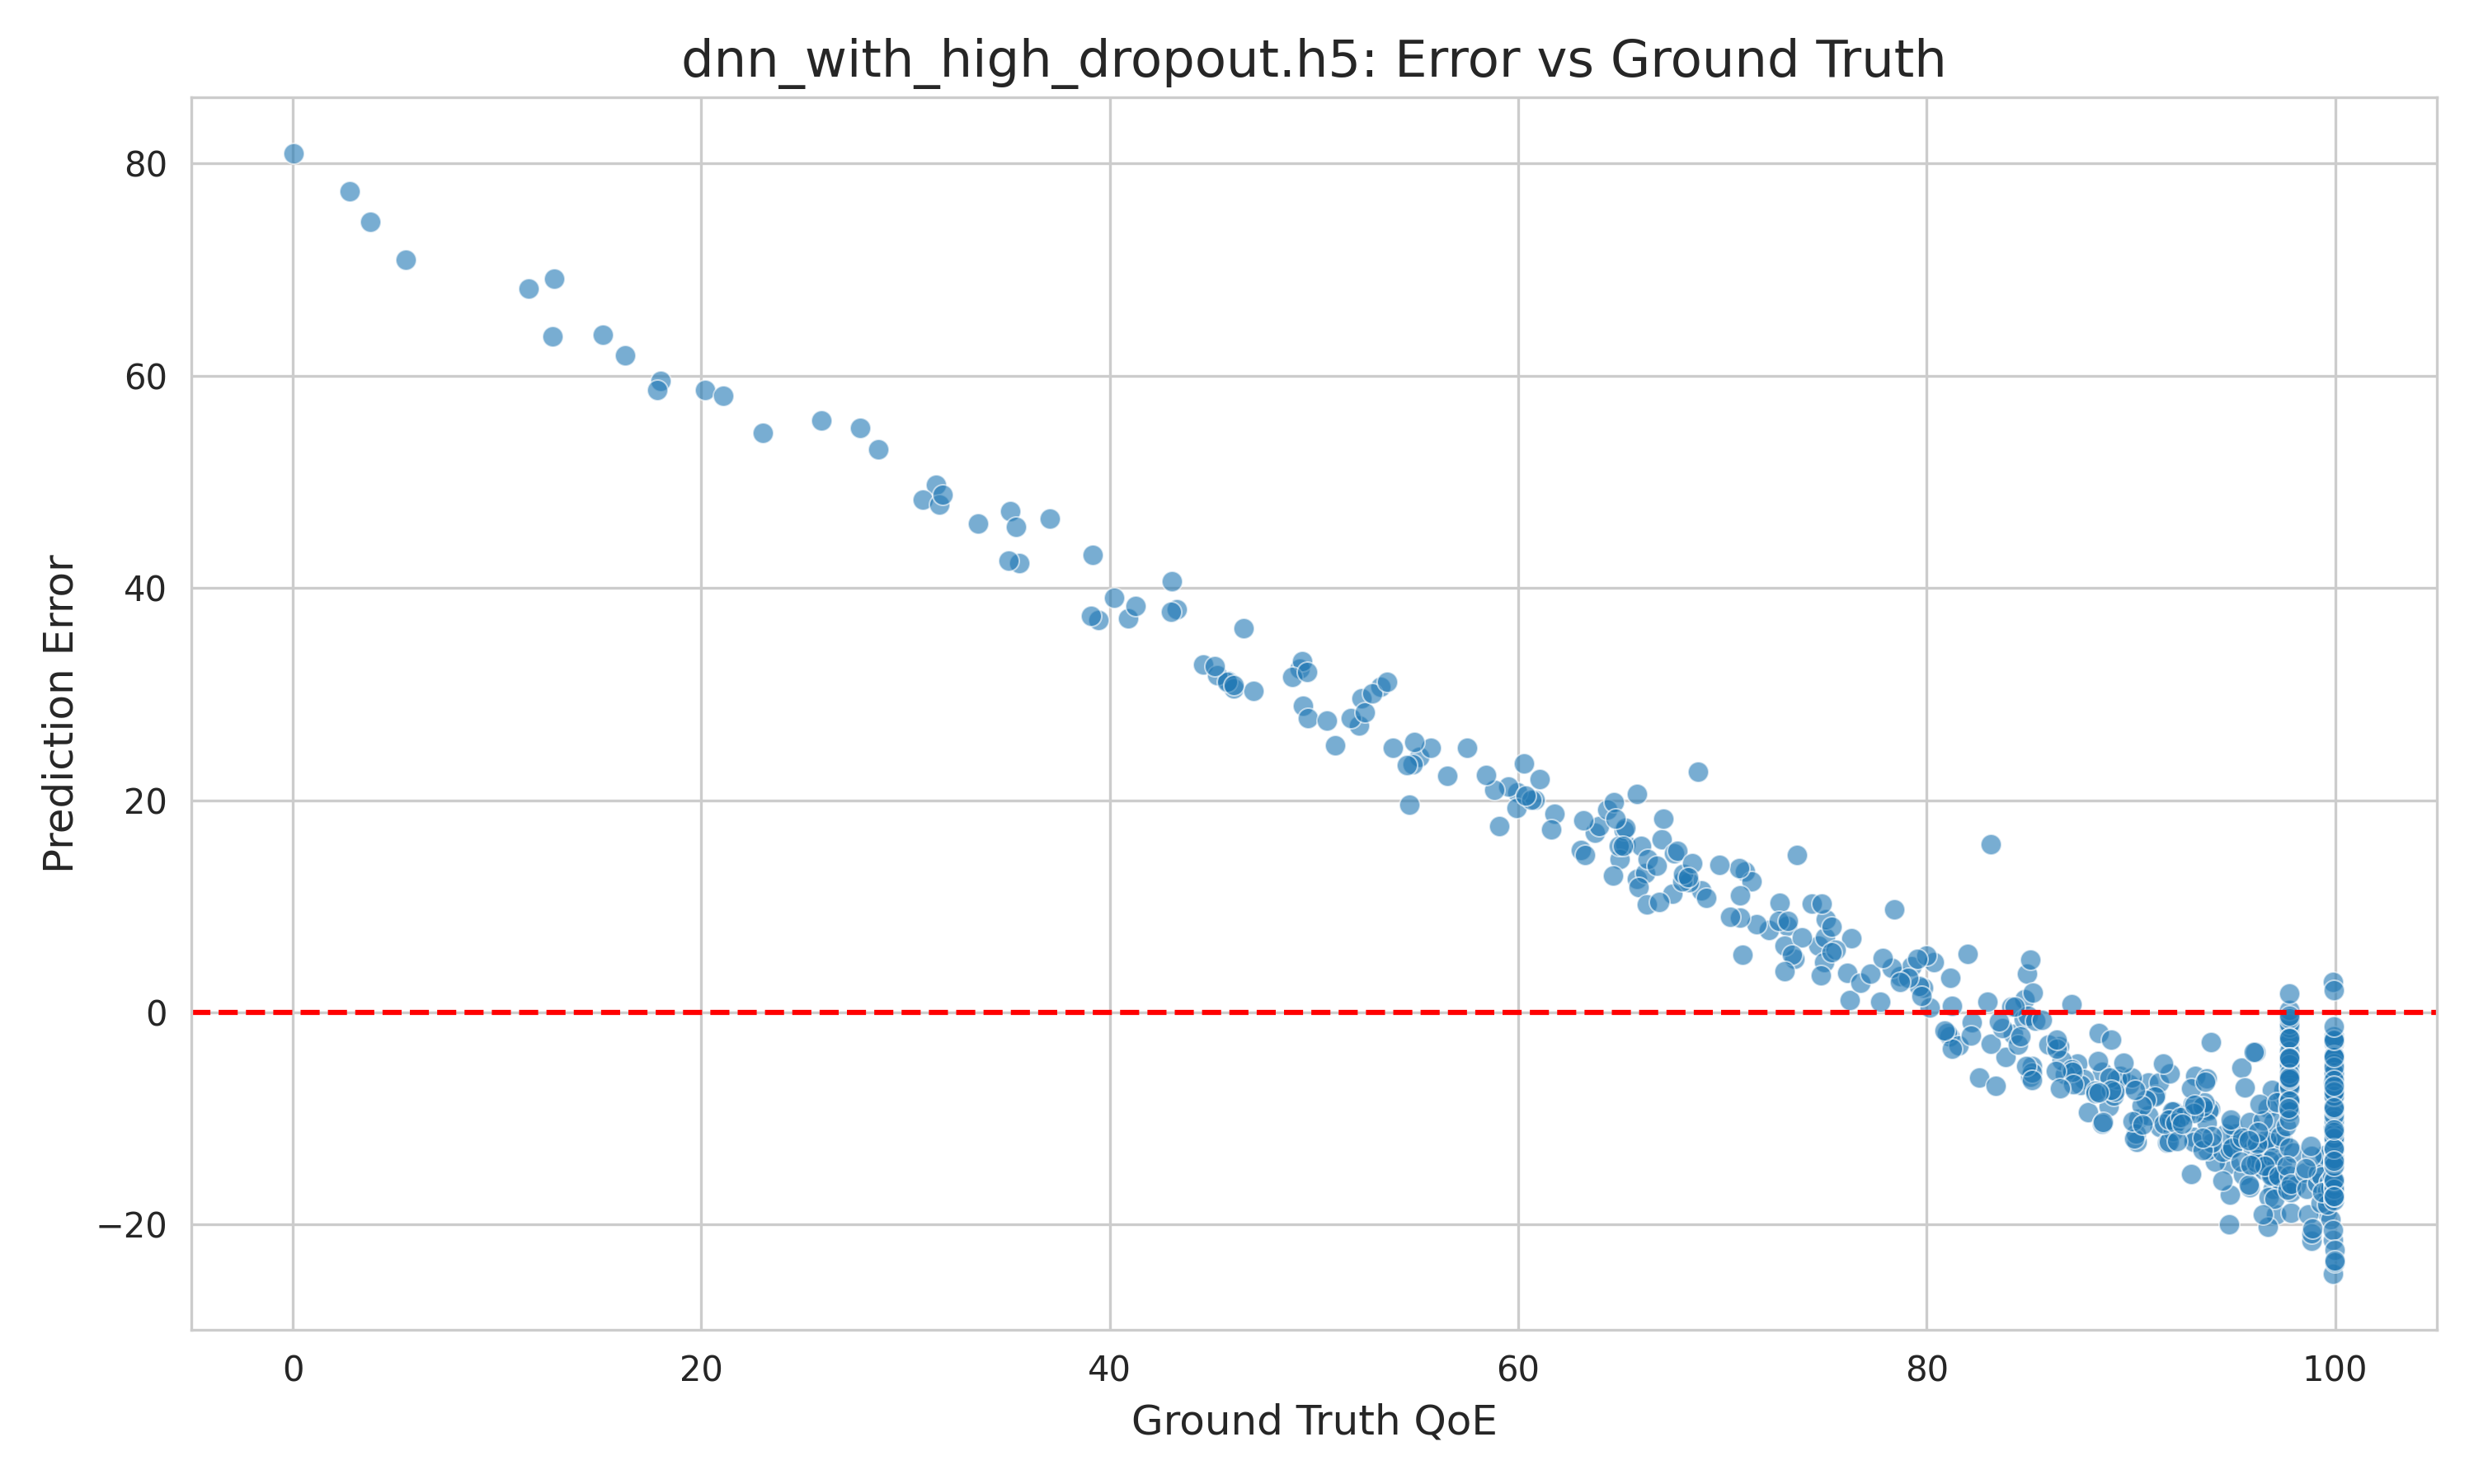 dnn_with_high_dropout.h5: Error vs Ground Truth
80
60
40
20
0
−20
Prediction Error
0 20 40 60 80 100
Ground Truth QoE